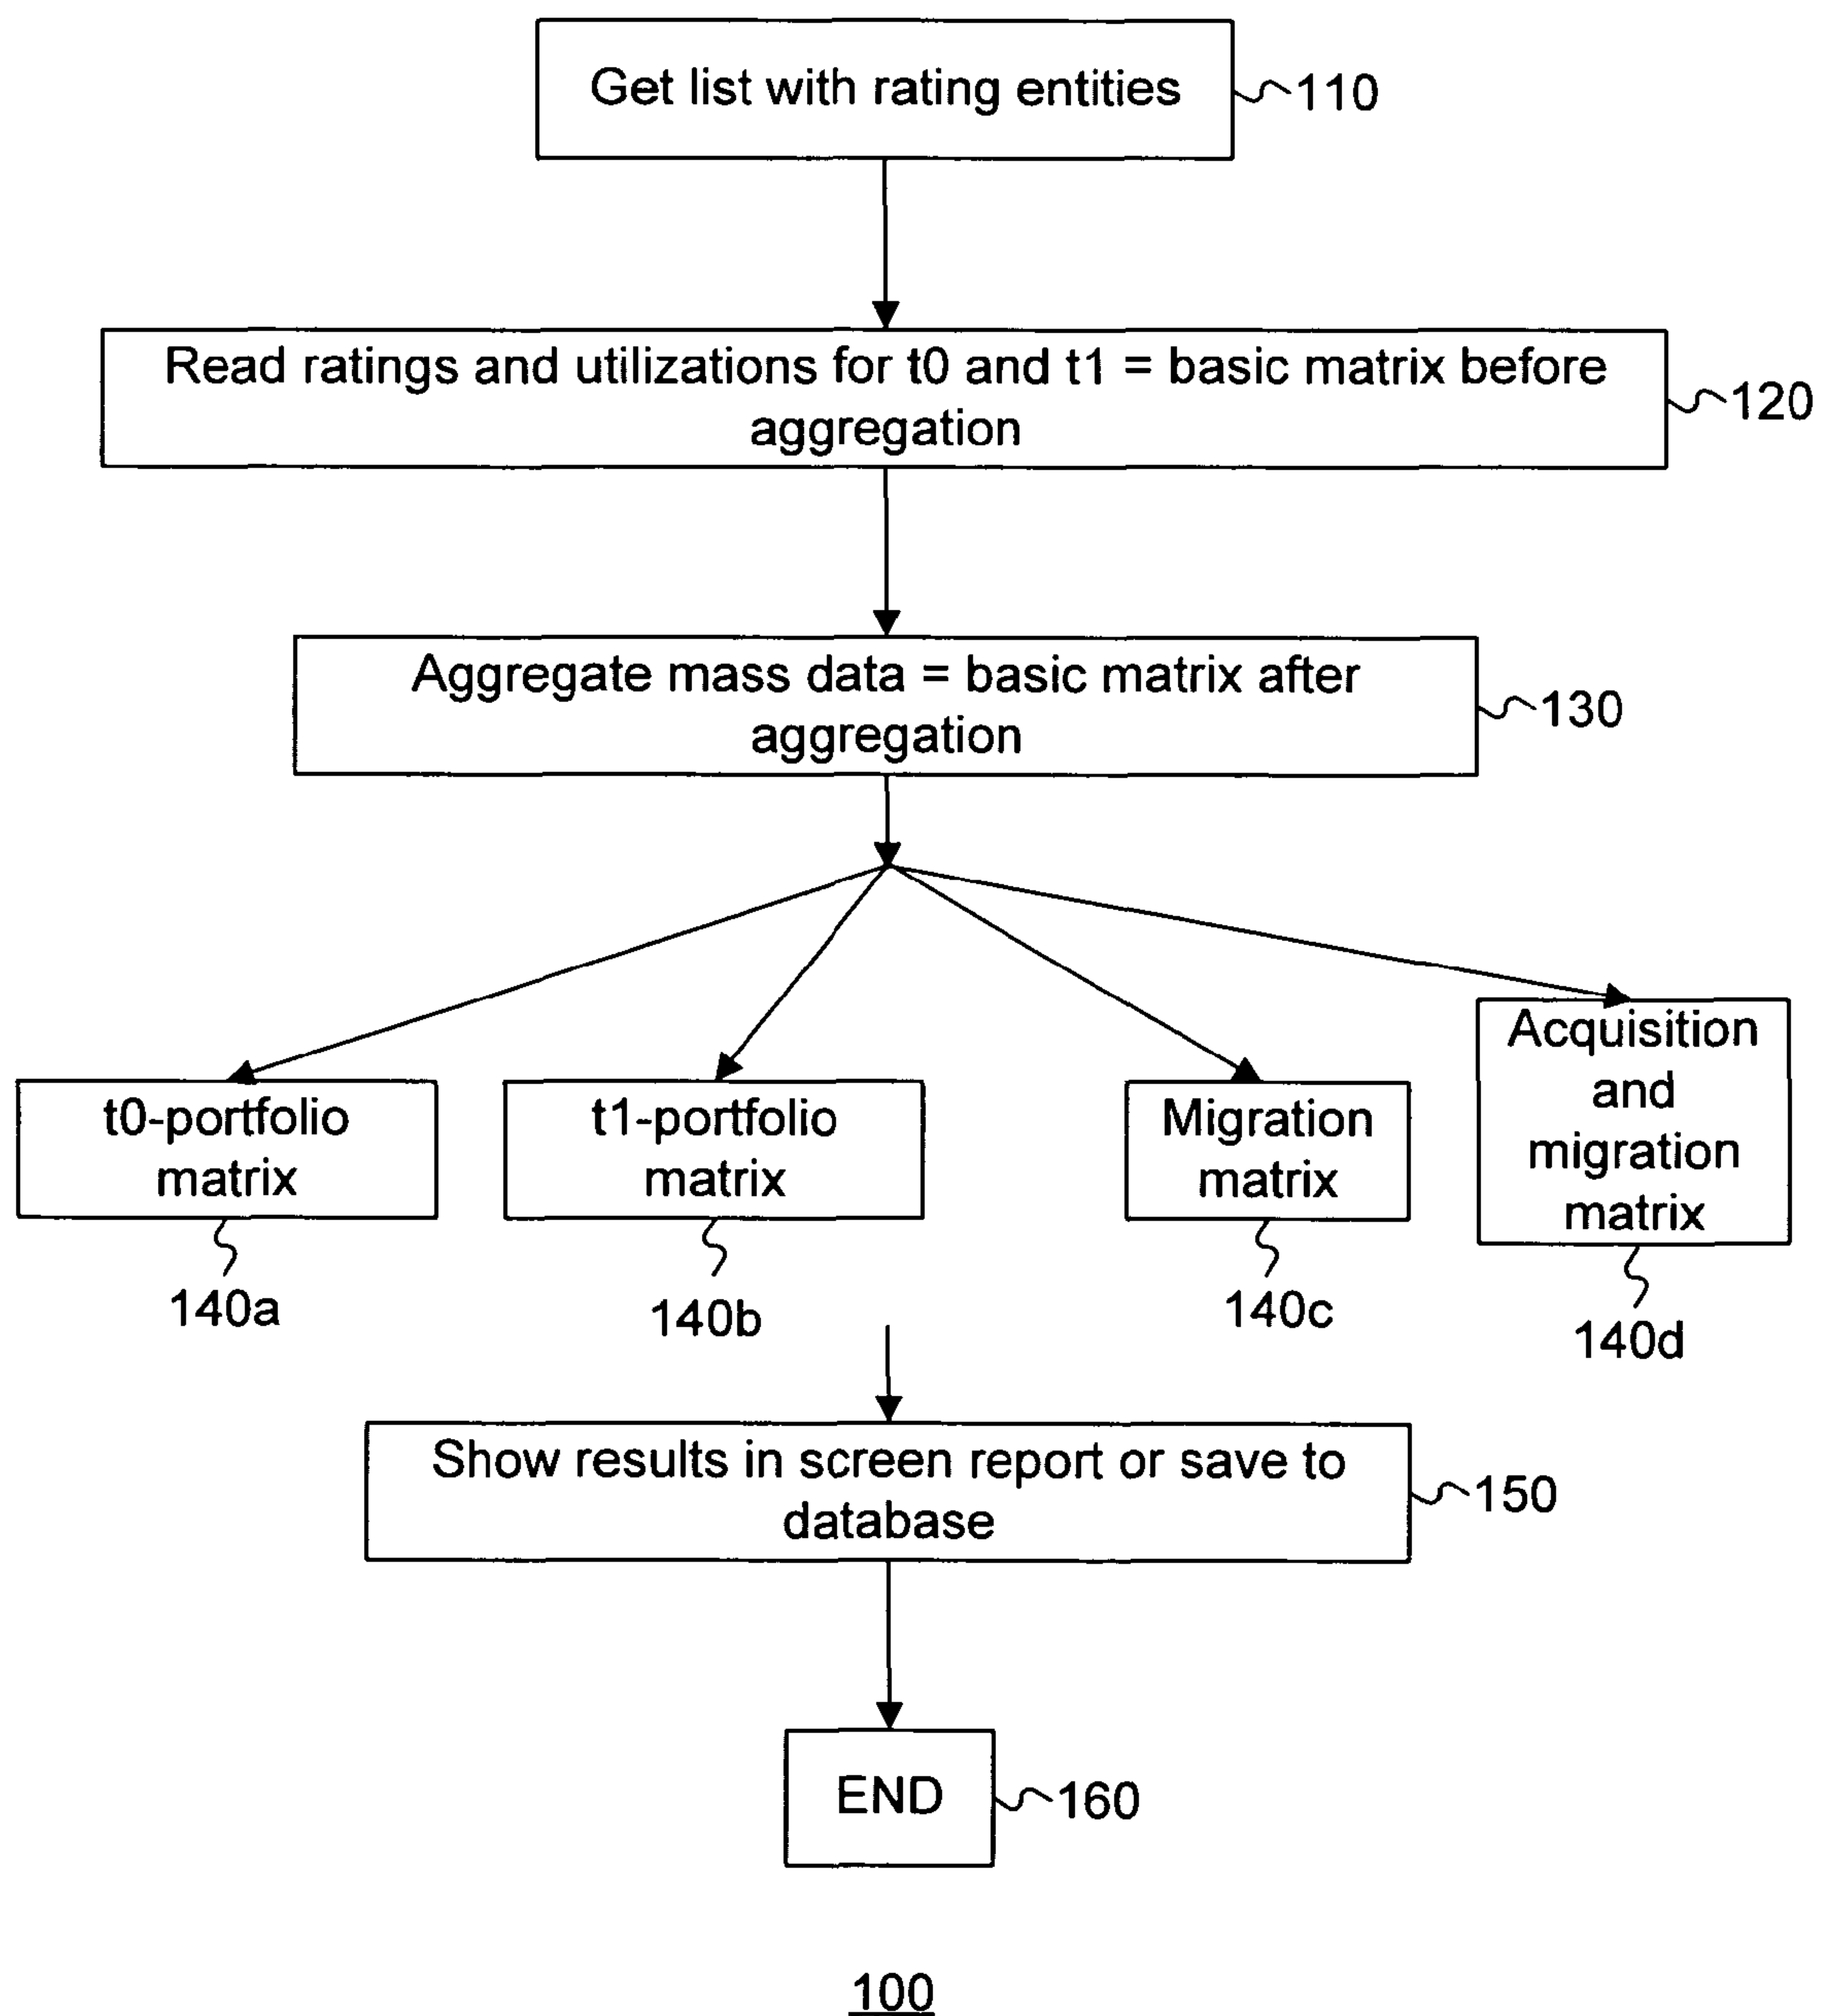 Get list with rating entities
110
Read ratings and utilizations for t0 and t1 = basic matrix before
aggregation
120
Aggregate mass data = basic matrix after
aggregation
130
t0-portfolio
matrix
140a
t1-portfolio
matrix
140b
Migration
matrix
140c
Acquisition
and
migration
matrix
140d
Show results in screen report or save to
database
150
END
160
100